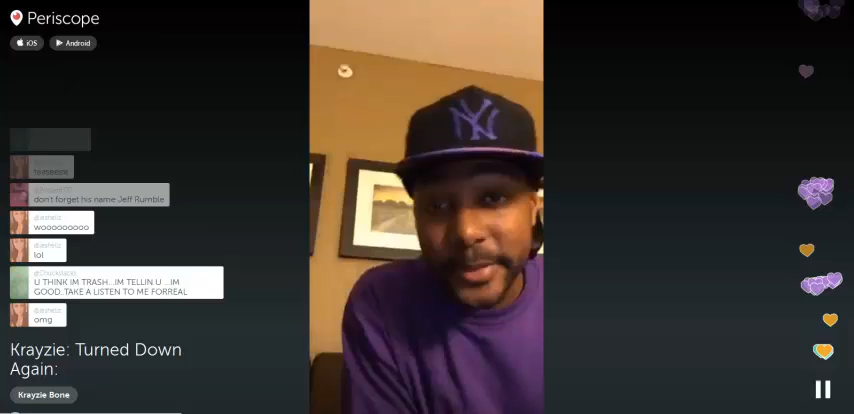 Periscope
iOS
Android
don't forget his name Jeff Rumble
wooooooooo
lol
@Chuckslacks
U THINK IM TRASH...IM TELLIN U ...IM
GOOD..TAKE A LISTEN TO ME FORREAL
omg
Krayzie: Turned Down
Again:
Krayzie Bone
NY